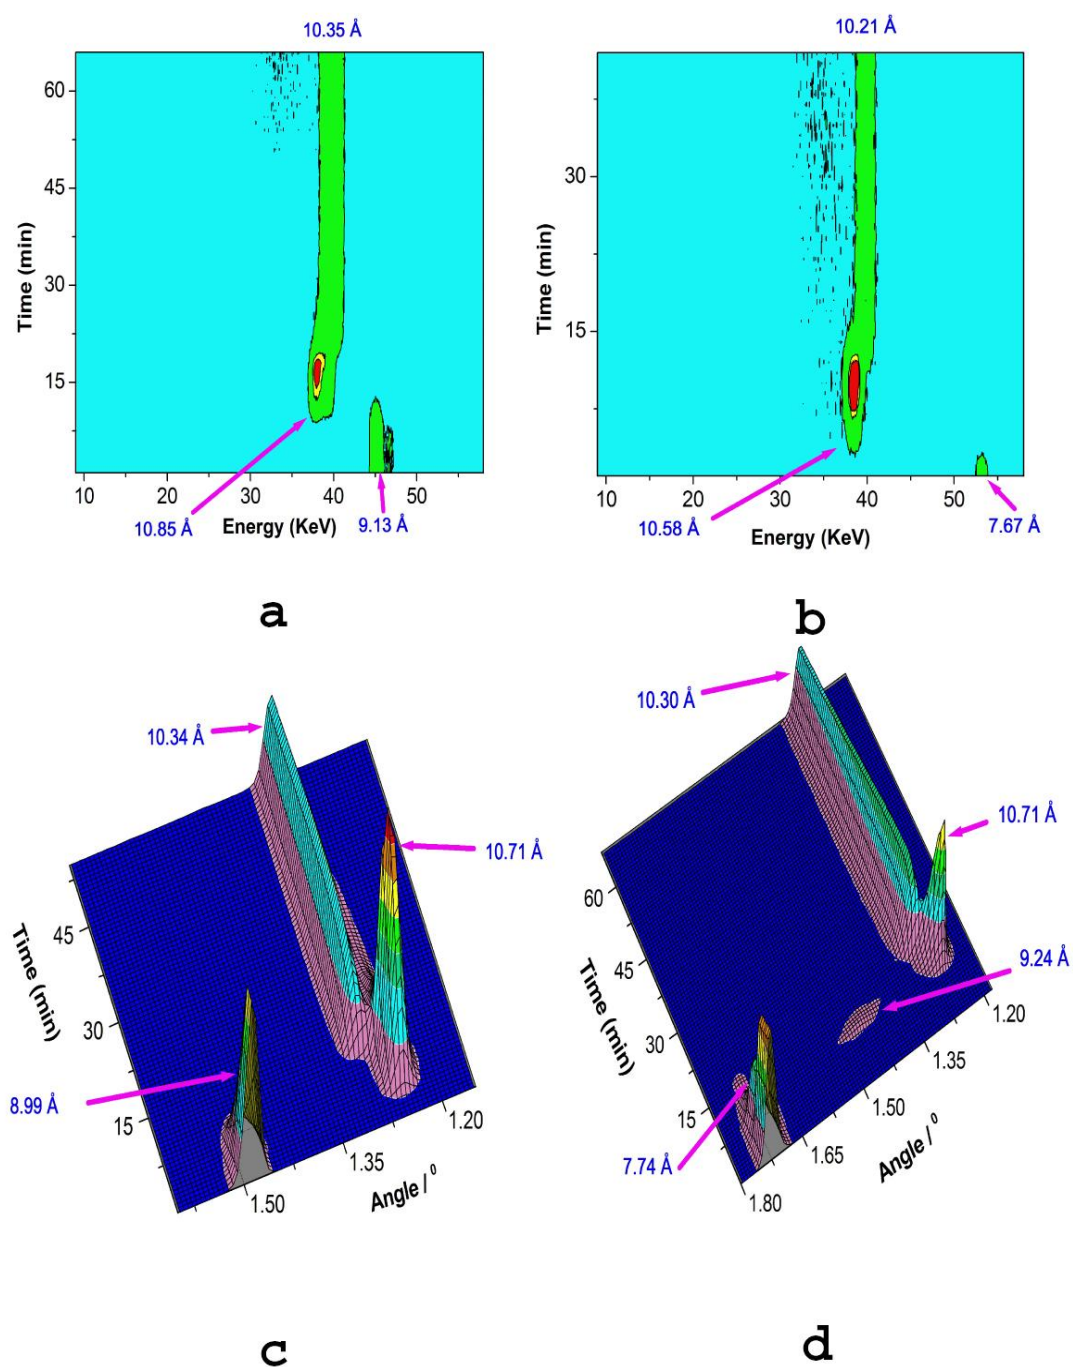 10.35 Å
60
45
30
15
Time (min)
10
20
30
40
50
10.85 Å
Energy (KeV)
9.13 Å
a
10.21 Å
30
15
Time (min)
10
20
30
40
50
10.58 Å
Energy (KeV)
7.67 Å
b
10.34 Å
10.71 Å
8.99 Å
45
30
15
Time (min)
1.50
1.35
1.20
Angle / 0
c
10.30 Å
10.71 Å
9.24 Å
7.74 Å
60
45
30
15
Time (min)
1.80
1.65
1.50
1.35
1.20
Angle / 0
d